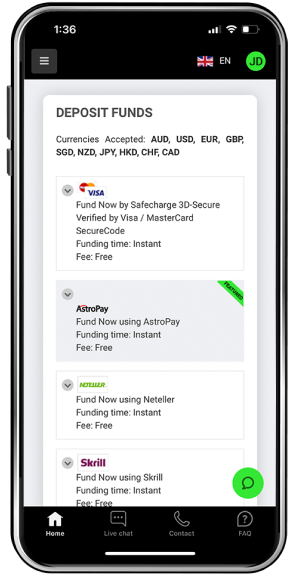 1:36
EN
JD
DEPOSIT FUNDS
Currencies Accepted: AUD, USD, EUR, GBP,
SGD, NZD, JPY, HKD, CHF, CAD
VISA
Fund Now by Safecharge 3D-Secure
Verified by Visa / MasterCard
SecureCode
Funding time: Instant
Fee: Free
FEATURED
AstroPay
Fund Now using AstroPay
Funding time: Instant
Fee: Free
NETELLER
Fund Now using Neteller
Funding time: Instant
Fee: Free
Skrill
Fund Now using Skrill
Funding time: Instant
Fee: Free
Home
Live chat
Contact
FAQ